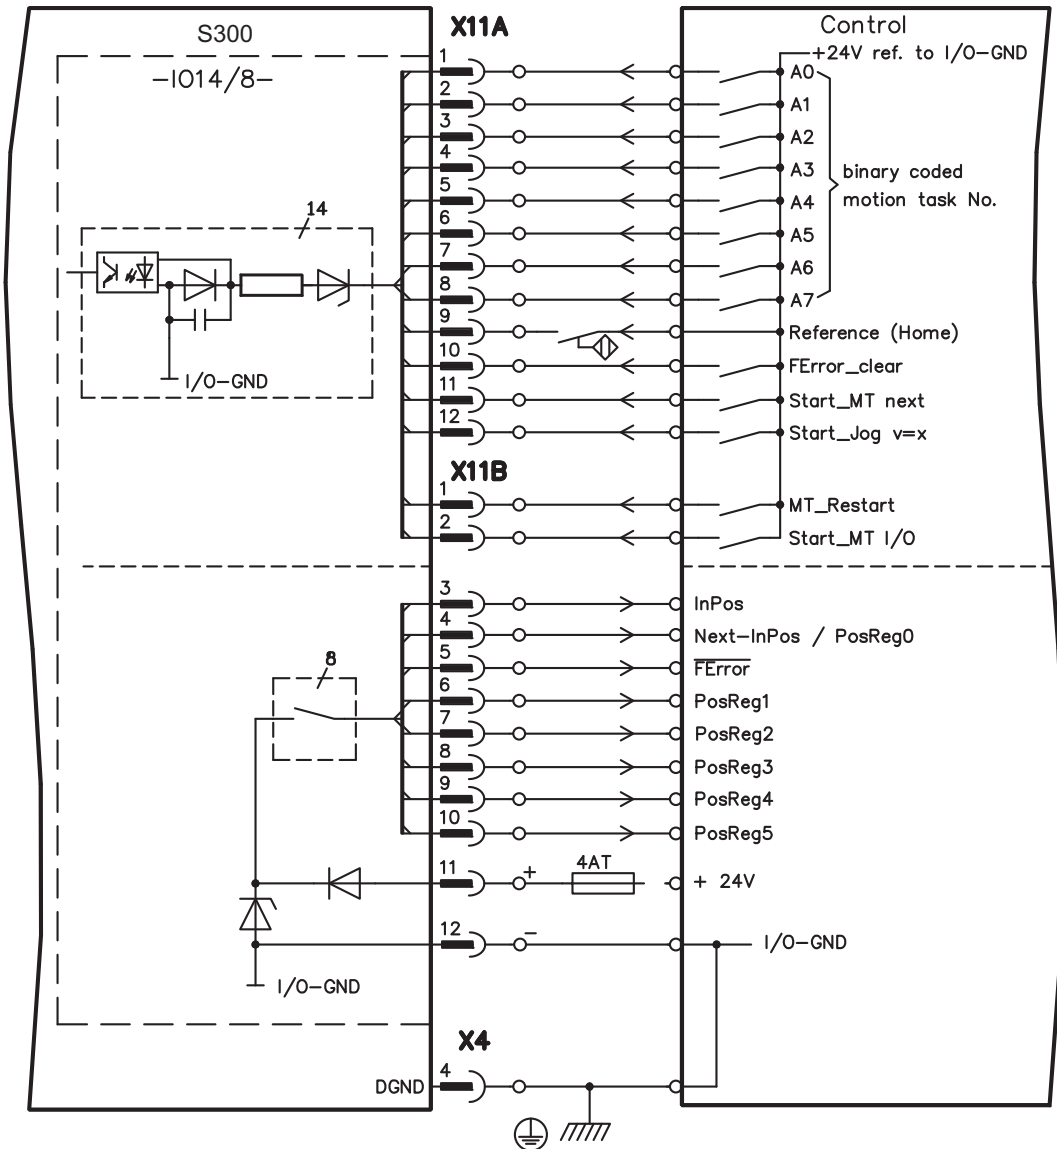 S300
X11A
Control
-IO14/8-
+24V ref. to I/O-GND
1
A0
2
A1
3
A2
4
A3
binary coded
5
A4
motion task No.
6
A5
14
7
A6
8
A7
9
Reference (Home)
10
FError_clear
I/O-GND
11
Start_MT next
12
Start_Jog v=x
X11B
1
MT_Restart
2
Start_MT I/O
3
InPos
4
Next-InPos / PosReg0
5
FError
8
6
PosReg1
7
PosReg2
8
PosReg3
9
PosReg4
10
PosReg5
11
+
4AT
+ 24V
12
-
I/O-GND
I/O-GND
X4
4
DGND